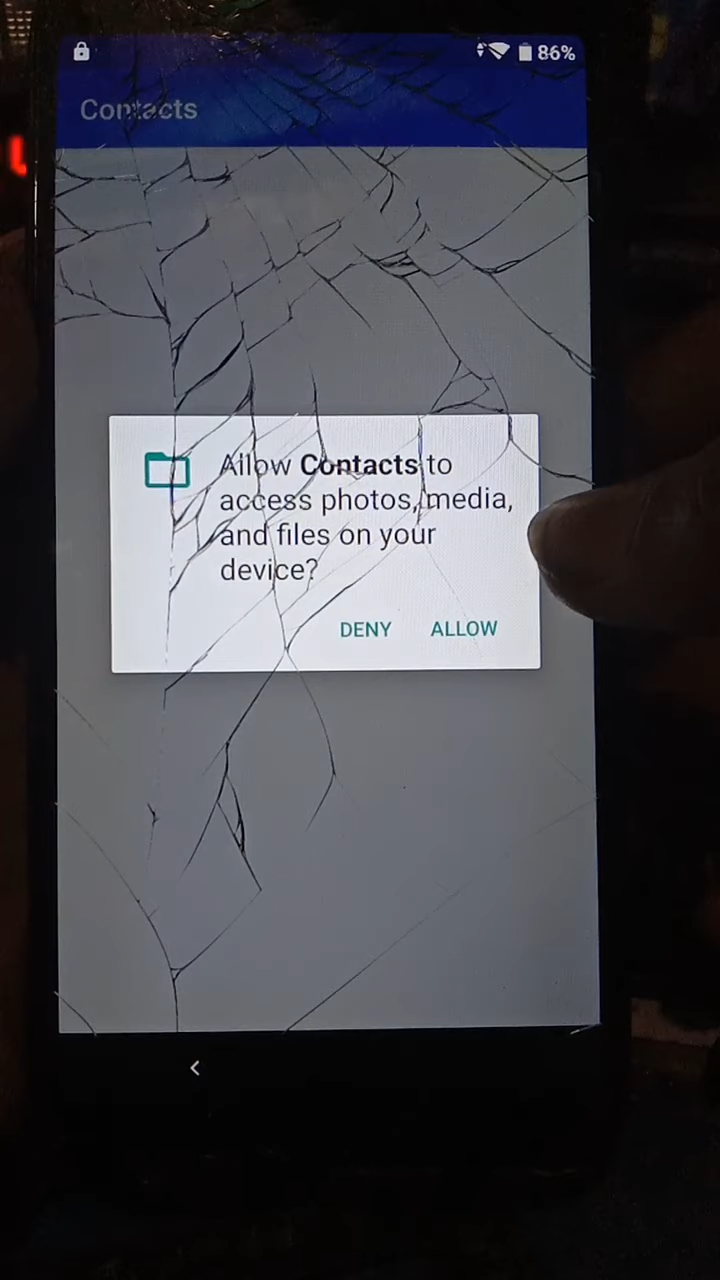 86%
Contacts
Allow Contacts to
access photos, media,
and files on your
device?
DENY ALLOW